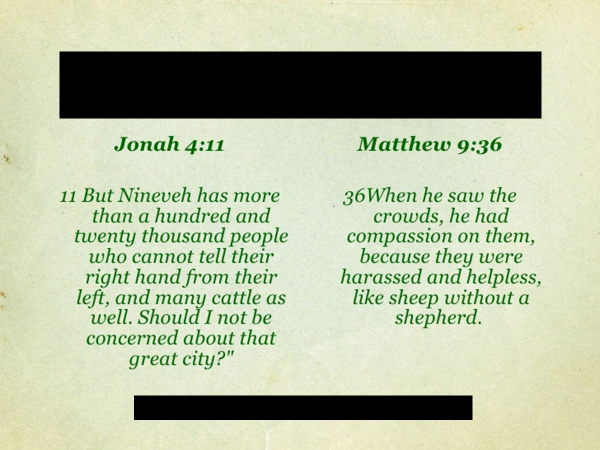 Jonah 4:11
11 But Nineveh has more
than a hundred and
twenty thousand people
who cannot tell their
right hand from their
left, and many cattle as
well. Should I not be
concerned about that
great city?"
Matthew 9:36
36When he saw the
crowds, he had
compassion on them,
because they were
harassed and helpless,
like sheep without a
shepherd.